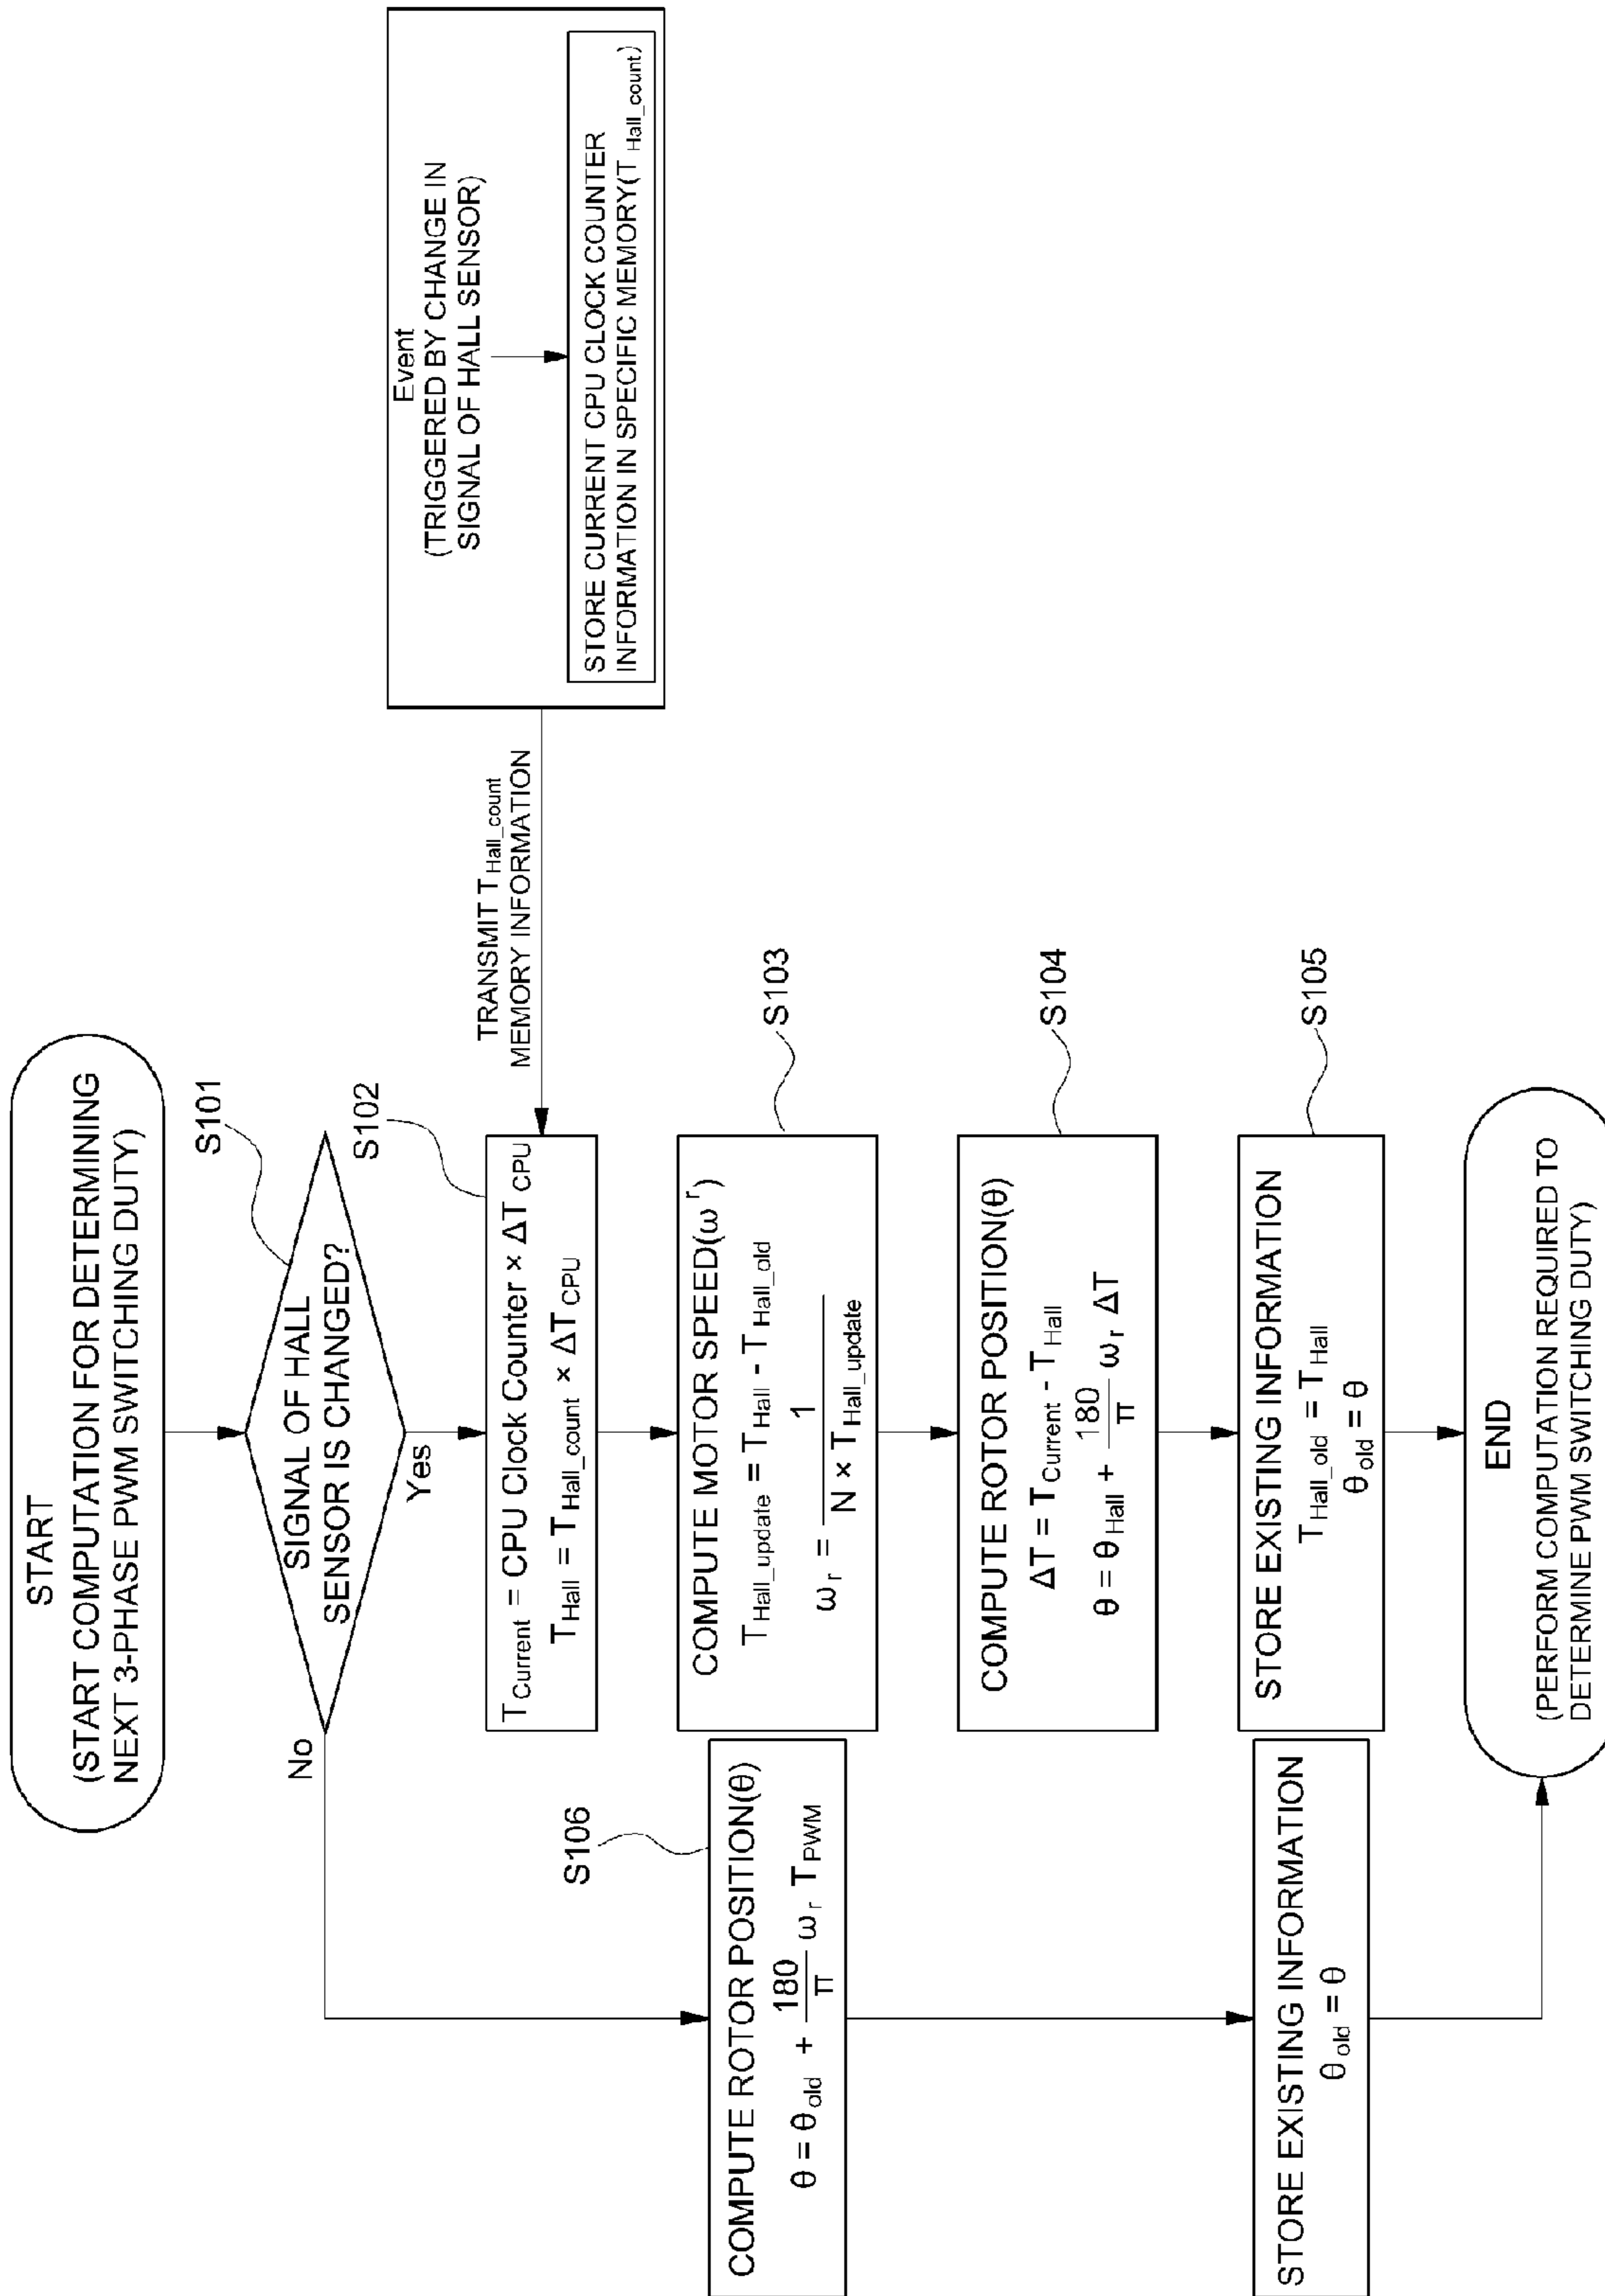 START
(START COMPUTATION FOR DETERMINING
NEXT 3-PHASE PWM SWITCHING DUTY)
S101
SIGNAL OF HALL
SENSOR IS CHANGED?
No
Yes
S102
T_Current = CPU Clock Counter × ΔT_CPU
T_Hall = T_Hall_count × ΔT_CPU
TRANSMIT T_Hall_count
MEMORY INFORMATION
Event
(TRIGGERED BY CHANGE IN
SIGNAL OF HALL SENSOR)
STORE CURRENT CPU CLOCK COUNTER
INFORMATION IN SPECIFIC MEMORY(T_Hall_count)
S103
COMPUTE MOTOR SPEED(ω^r)
T_Hall_update = T_Hall - T_Hall_old
ω_r = 1 / (N × T_Hall_update)
S104
COMPUTE ROTOR POSITION(θ)
ΔT = T_Current - T_Hall
θ = θ_Hall + 180/π ω_r ΔT
S105
STORE EXISTING INFORMATION
T_Hall_old = T_Hall
θ_old = θ
S106
COMPUTE ROTOR POSITION(θ)
θ = θ_old + 180/π ω_r T_PWM
STORE EXISTING INFORMATION
θ_old = θ
END
(PERFORM COMPUTATION REQUIRED TO
DETERMINE PWM SWITCHING DUTY)